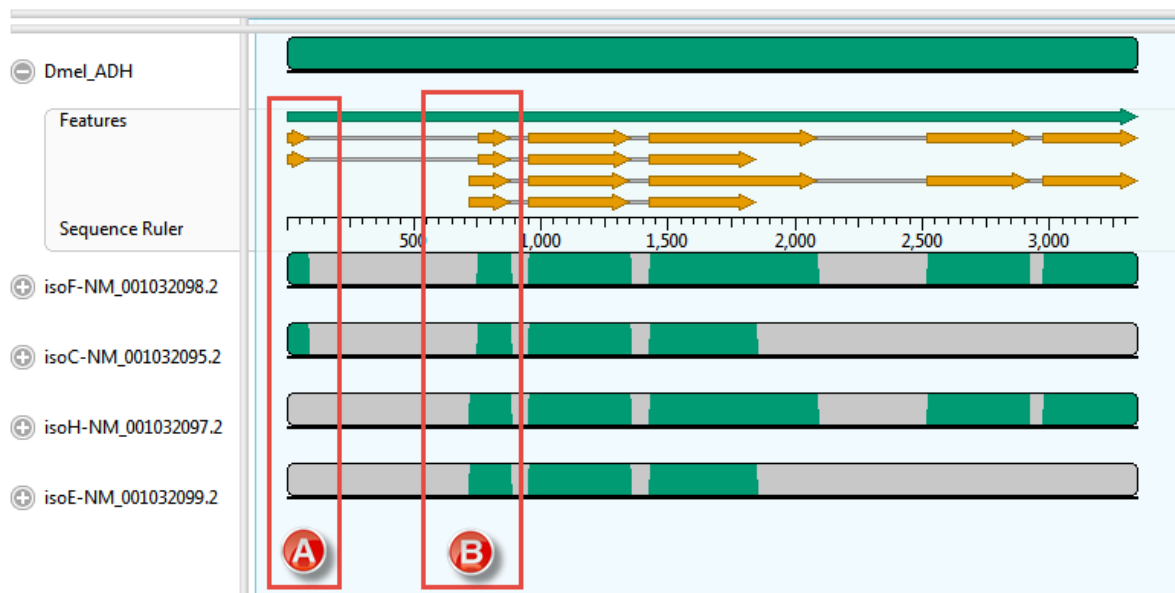 Dmel_ADH
Features
Sequence Ruler
500 1,000 1,500 2,000 2,500 3,000
isoF-NM_001032098.2
isoC-NM_001032095.2
isoH-NM_001032097.2
isoE-NM_001032099.2
A B